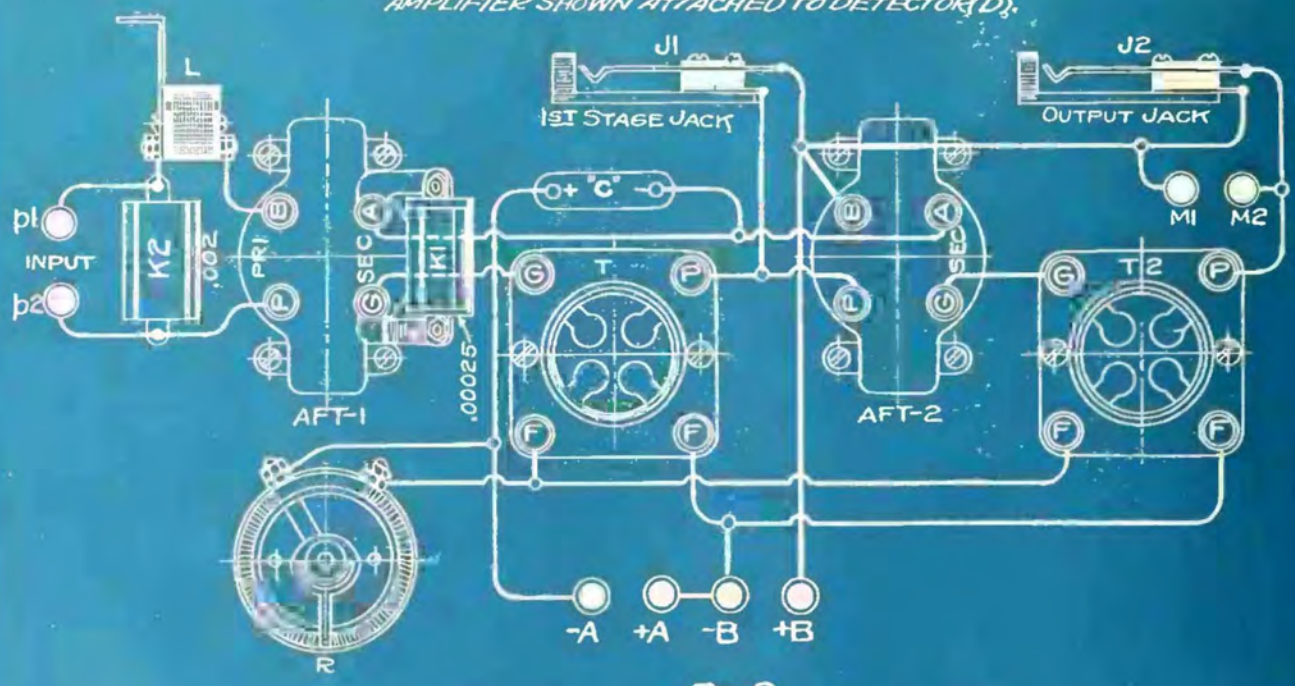 AMPLIFIER SHOWN ATTACHED TO DETECTOR (D).
J1
J2
L
1ST STAGE JACK
OUTPUT JACK
+ "C" -
p1
INPUT
p2
K2
.002
B
PRI
P
A
SEC
G
K1
.00025
AFT-1
G
T
P
F
F
B
P
A
SEC
G
AFT-2
M1
M2
G
T2
P
F
F
R
-A
+A
-B
+B